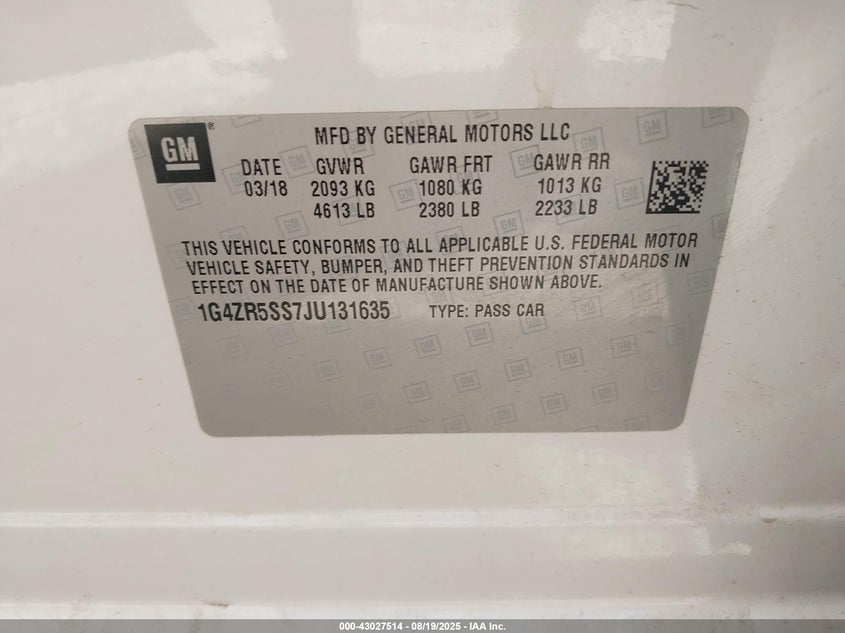 GM ®
MFD BY GENERAL MOTORS LLC
DATE GVWR GAWR FRT GAWR RR
03/18 2093 KG 1080 KG 1013 KG
4613 LB 2380 LB 2233 LB
THIS VEHICLE CONFORMS TO ALL APPLICABLE U.S. FEDERAL MOTOR
VEHICLE SAFETY, BUMPER, AND THEFT PREVENTION STANDARDS IN
EFFECT ON THE DATE OF MANUFACTURE SHOWN ABOVE.
1G4ZR5SS7JU131635 TYPE: PASS CAR
000-43027514 - 08/19/2025 - IAA Inc.